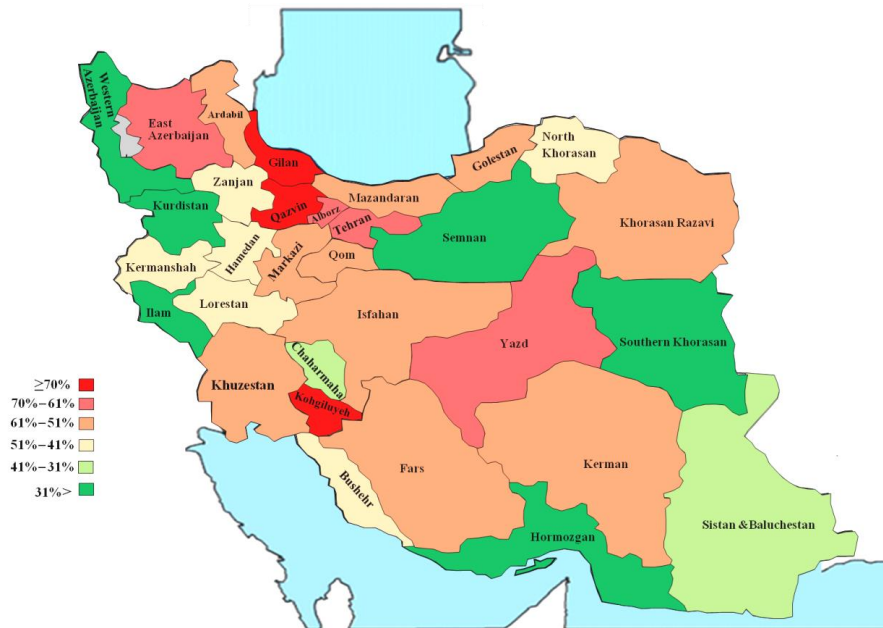 Western
Azerbaijan
East
Azerbaijan
Ardabil
Gilan
Zanjan
Kurdistan
Qazvin
Alborz
Tehran
Mazandaran
Golestan
North
Khorasan
Khorasan Razavi
Semnan
Kermanshah
Hamedan
Markazi
Qom
Ilam
Lorestan
Isfahan
Yazd
Southern Khorasan
Chaharmahal
Khuzestan
Kohgiluyeh
Bushehr
Fars
Kerman
Sistan &Baluchestan
Hormozgan
≥70%
70%–61%
61%–51%
51%–41%
41%–31%
31%>